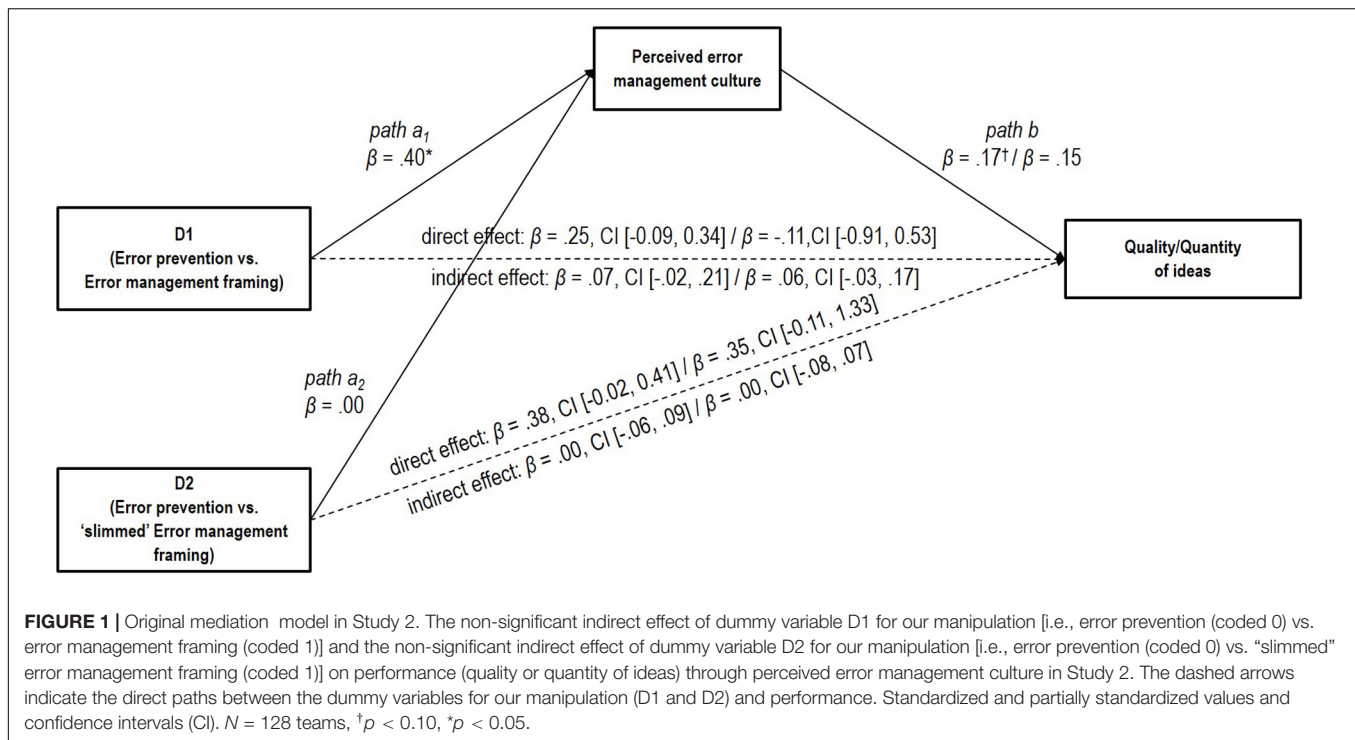 Perceived error
management culture
path a₁
β = .40*
path b
β = .17† / β = .15
D1
(Error prevention vs.
Error management framing)
direct effect: β = .25, CI [-0.09, 0.34] / β = -.11,CI [-0.91, 0.53]
indirect effect: β = .07, CI [-.02, .21] / β = .06, CI [-.03, .17]
Quality/Quantity
of ideas
path a₂
β = .00
direct effect: β = .38, CI [-0.02, 0.41] / β = .35, CI [-0.11, 1.33]
indirect effect: β = .00, CI [-.06, .09] / β = .00, CI [-.08, .07]
D2
(Error prevention vs.
‘slimmed’ Error management
framing)
FIGURE 1 | Original mediation model in Study 2. The non-significant indirect effect of dummy variable D1 for our manipulation [i.e., error prevention (coded 0) vs.
error management framing (coded 1)] and the non-significant indirect effect of dummy variable D2 for our manipulation [i.e., error prevention (coded 0) vs. “slimmed”
error management framing (coded 1)] on performance (quality or quantity of ideas) through perceived error management culture in Study 2. The dashed arrows
indicate the direct paths between the dummy variables for our manipulation (D1 and D2) and performance. Standardized and partially standardized values and
confidence intervals (CI). N = 128 teams, †p < 0.10, *p < 0.05.